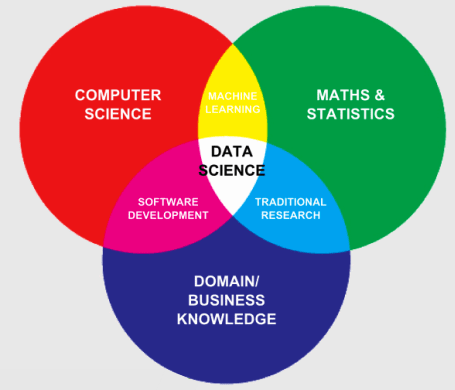 COMPUTER
SCIENCE
MACHINE
LEARNING
MATHS &
STATISTICS
DATA
SCIENCE
SOFTWARE
DEVELOPMENT
TRADITIONAL
RESEARCH
DOMAIN/
BUSINESS
KNOWLEDGE